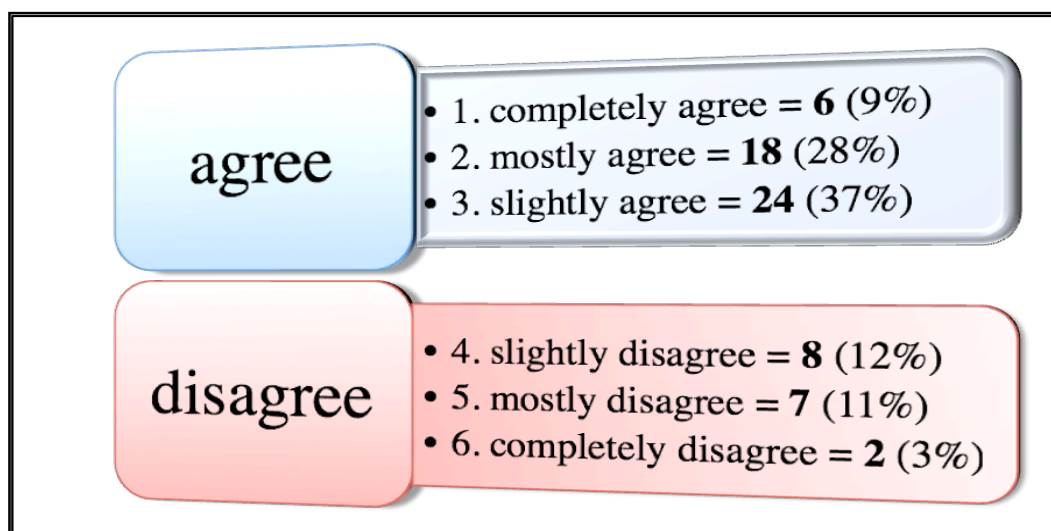 agree
• 1. completely agree = 6 (9%)
• 2. mostly agree = 18 (28%)
• 3. slightly agree = 24 (37%)
disagree
• 4. slightly disagree = 8 (12%)
• 5. mostly disagree = 7 (11%)
• 6. completely disagree = 2 (3%)